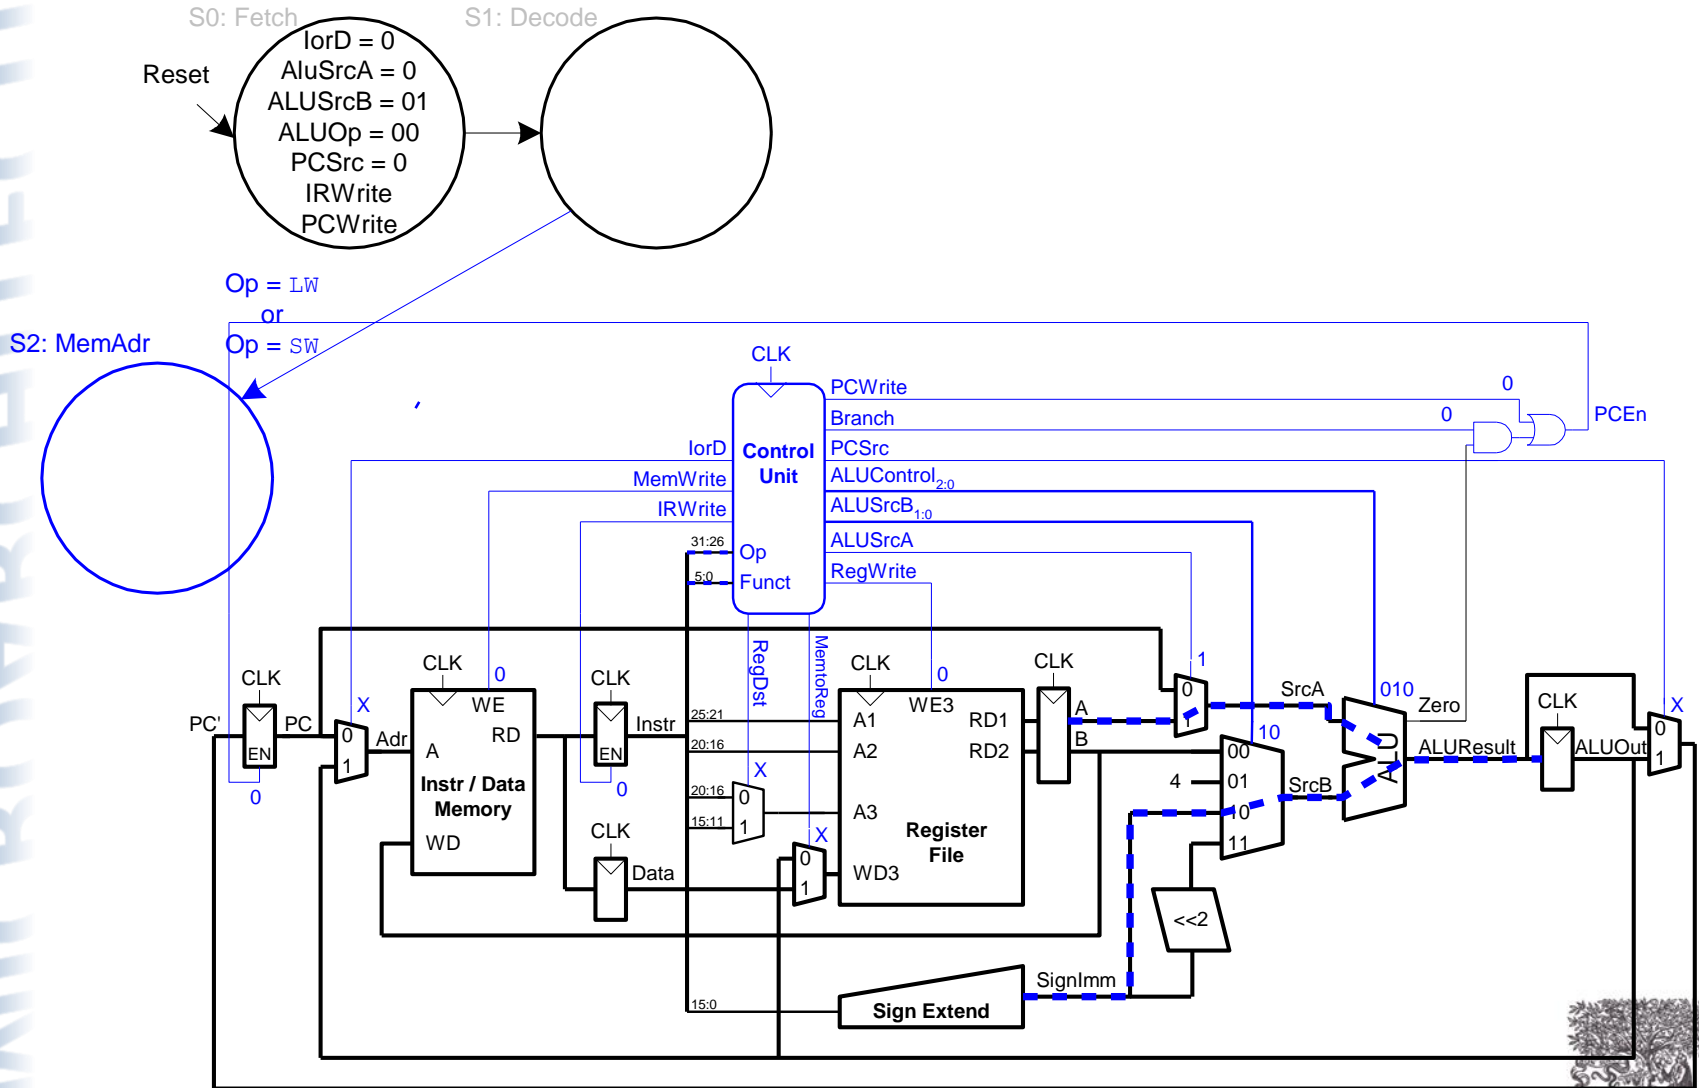 S0: Fetch
S1: Decode
IorD = 0
AluSrcA = 0
ALUSrcB = 01
ALUOp = 00
PCSrc = 0
IRWrite
PCWrite
Reset
Op = LW
or
Op = SW
S2: MemAdr
CLK
PCWrite
0
Branch
0
PCEn
IorD
Control
Unit
PCSrc
MemWrite
ALUControl2:0
IRWrite
ALUSrcB1:0
31:26
Op
ALUSrcA
5:0
Funct
RegWrite
RegDst
MemtoReg
CLK
CLK
CLK
CLK
CLK
0
0
1
X
PC'
PC
EN
0
X
0
1
Adr
WE
A
RD
Instr / Data
Memory
WD
EN
0
Instr
25:21
20:16
A1
A2
WE3
RD1
RD2
A
B
0
1
SrcA
10
00
4
01
10
11
SrcB
010
ALU
Zero
ALUResult
CLK
ALUOut
X
0
1
CLK
Data
20:16
15:11
X
0
1
A3
X
0
1
WD3
Register
File
<<2
SignImm
15:0
Sign Extend